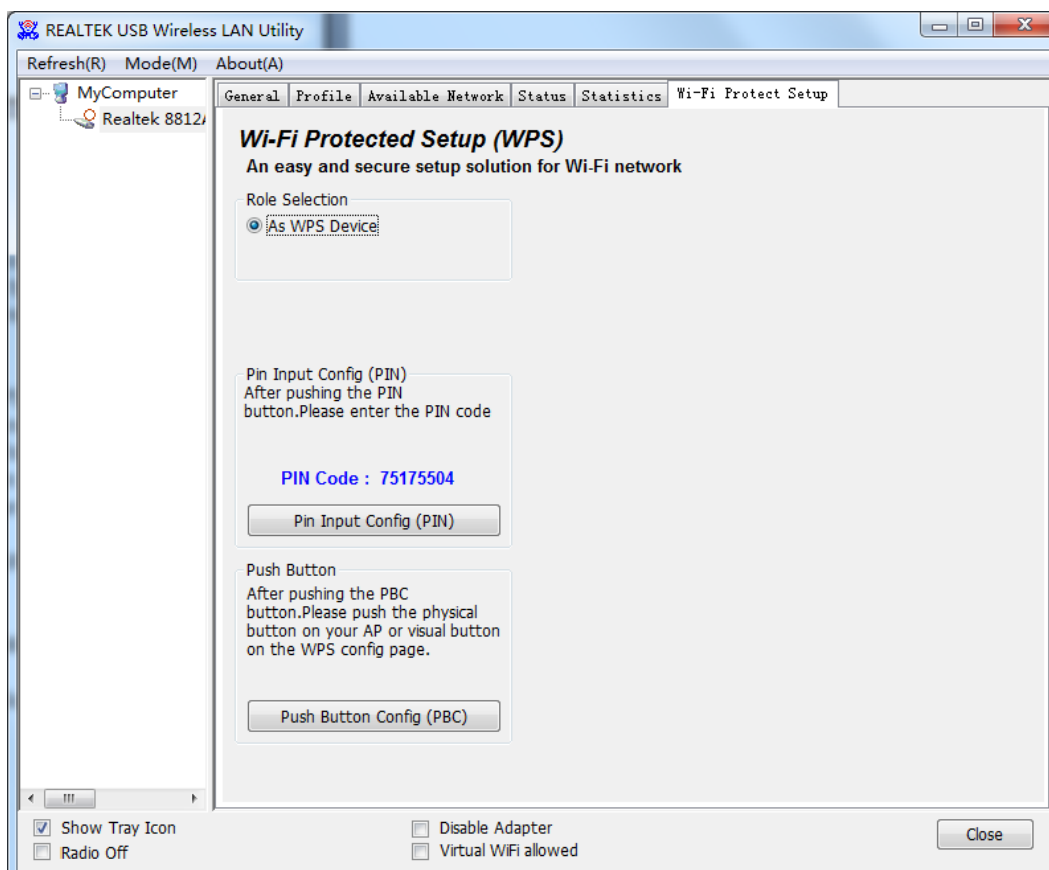 REALTEK USB Wireless LAN Utility
Refresh(R) Mode(M) About(A)
MyComputer
Realtek 8812
General Profile Available Network Status Statistics Wi-Fi Protect Setup
Wi-Fi Protected Setup (WPS)
An easy and secure setup solution for Wi-Fi network
Role Selection
As WPS Device
Pin Input Config (PIN)
After pushing the PIN
button.Please enter the PIN code
PIN Code : 75175504
Pin Input Config (PIN)
Push Button
After pushing the PBC
button.Please push the physical
button on your AP or visual button
on the WPS config page.
Push Button Config (PBC)
Show Tray Icon
Radio Off
Disable Adapter
Virtual WiFi allowed
Close